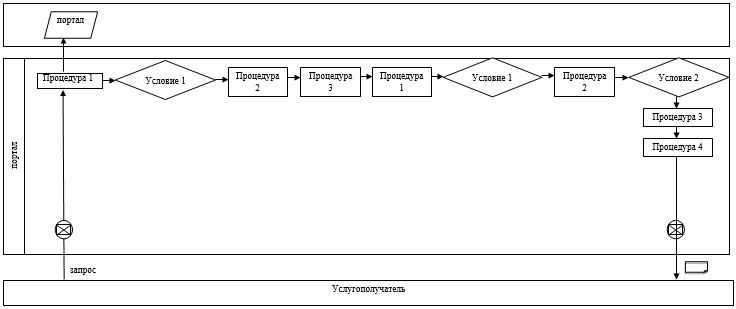 портал
портал
Процедура 1
Условие 1
Процедура
2
Процедура
3
Процедура
1
Условие 1
Процедура
2
Условие 2
Процедура 3
Процедура 4
запрос
Услугополучатель